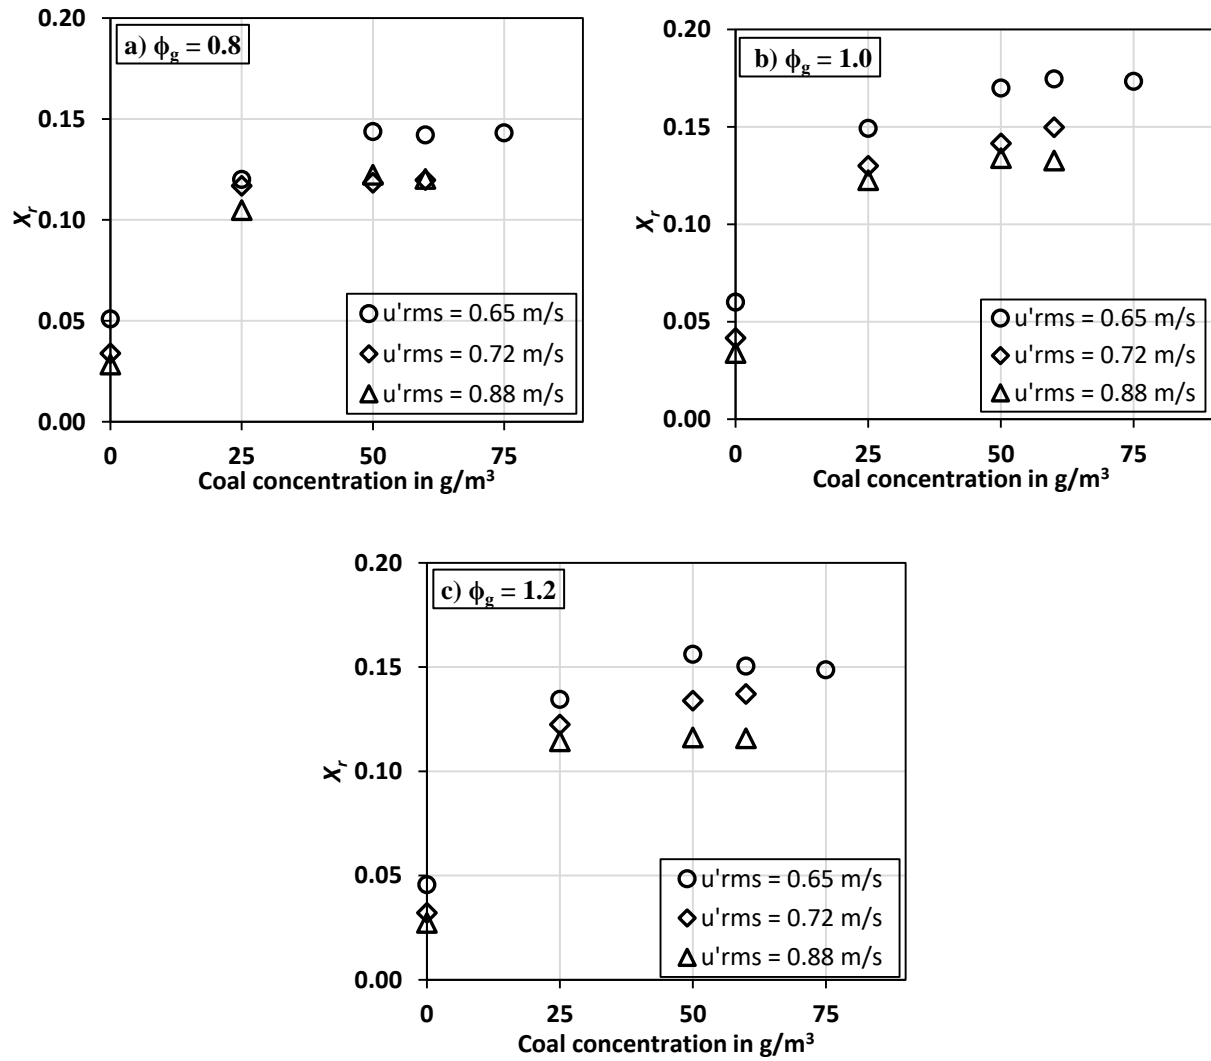 a) ϕg = 0.8
0.20
0.15
0.10
0.05
0.00
Xr
u'rms = 0.65 m/s
u'rms = 0.72 m/s
u'rms = 0.88 m/s
0 25 50 75
Coal concentration in g/m³
b) ϕg = 1.0
0.20
0.15
0.10
0.05
0.00
Xr
u'rms = 0.65 m/s
u'rms = 0.72 m/s
u'rms = 0.88 m/s
0 25 50 75
Coal concentration in g/m³
c) ϕg = 1.2
0.20
0.15
0.10
0.05
0.00
Xr
u'rms = 0.65 m/s
u'rms = 0.72 m/s
u'rms = 0.88 m/s
0 25 50 75
Coal concentration in g/m³